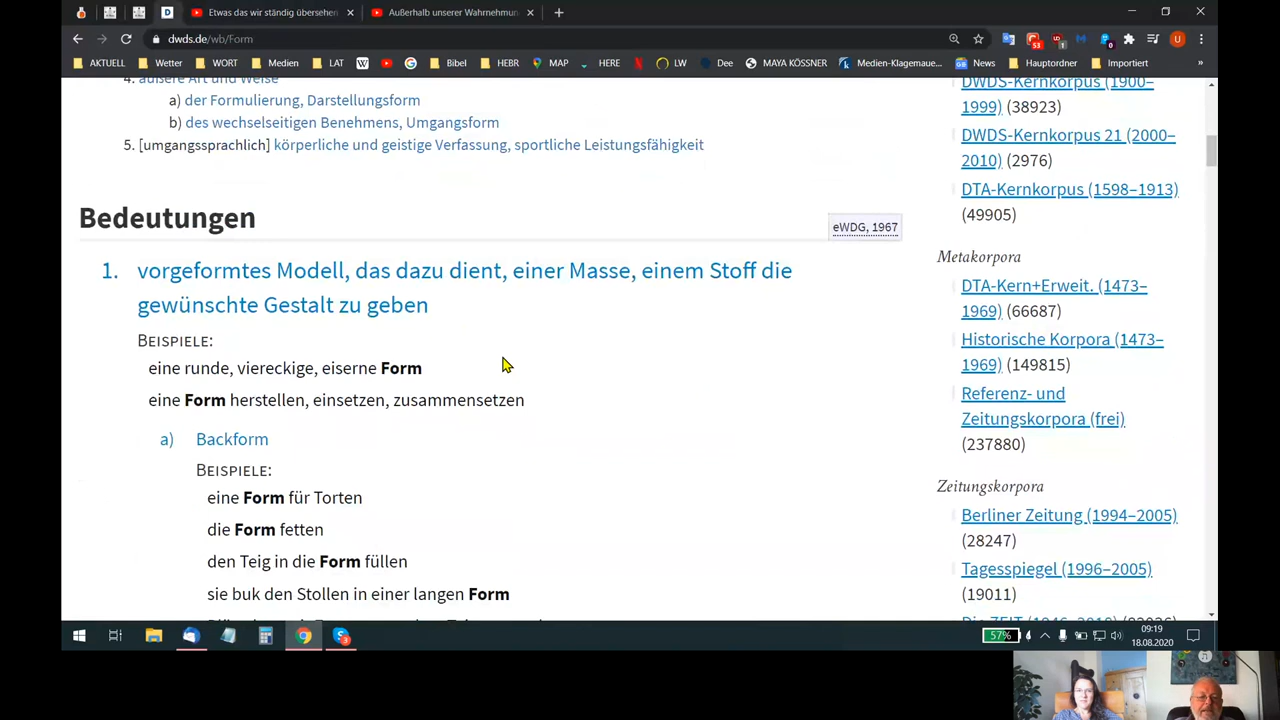 Etwas das wir ständig übersehen
Außerhalb unserer Wahrnehmun
dwds.de/wb/Form
53
1
0
U
AKTUELL
Wetter
WORT
Medien
LAT
Bibel
HEBR
MAP
HERE
LW
Dee
MAYA KÖSSNER
Medien-Klagemaue...
News
Hauptordner
Importiert
»
4. äußere Art und Weise
a) der Formulierung, Darstellungsform
b) des wechselseitigen Benehmens, Umgangsform
5. [umgangssprachlich] körperliche und geistige Verfassung, sportliche Leistungsfähigkeit
Bedeutungen
eWDG, 1967
1. vorgeformtes Modell, das dazu dient, einer Masse, einem Stoff die
gewünschte Gestalt zu geben
BEISPIELE:
eine runde, viereckige, eiserne Form
eine Form herstellen, einsetzen, zusammensetzen
a) Backform
BEISPIELE:
eine Form für Torten
die Form fetten
den Teig in die Form füllen
sie buk den Stollen in einer langen Form
DWDS-Kernkorpus (1900–
1999) (38923)
DWDS-Kernkorpus 21 (2000–
2010) (2976)
DTA-Kernkorpus (1598–1913)
(49905)
Metakorpora
DTA-Kern+Erweit. (1473–
1969) (66687)
Historische Korpora (1473–
1969) (149815)
Referenz- und
Zeitungskorpora (frei)
(237880)
Zeitungskorpora
Berliner Zeitung (1994–2005)
(28247)
Tagesspiegel (1996–2005)
(19011)
57%
09:19
18.08.2020